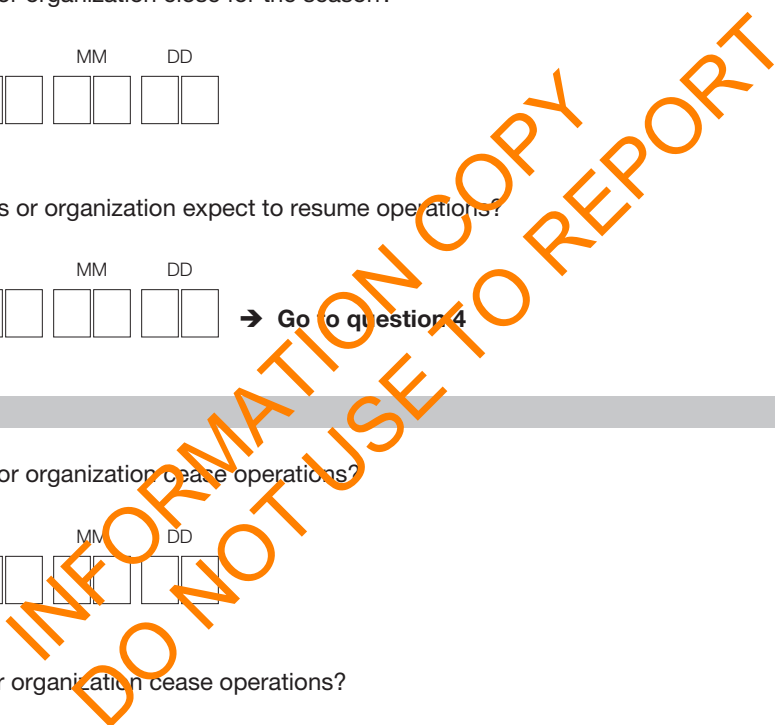 or organization close for the season?
MM DD
s or organization expect to resume operations?
MM DD
➔ Go to question 4
or organization cease operations?
MM DD
r organization cease operations?
INFORMATION COPY
DO NOT USE TO REPORT